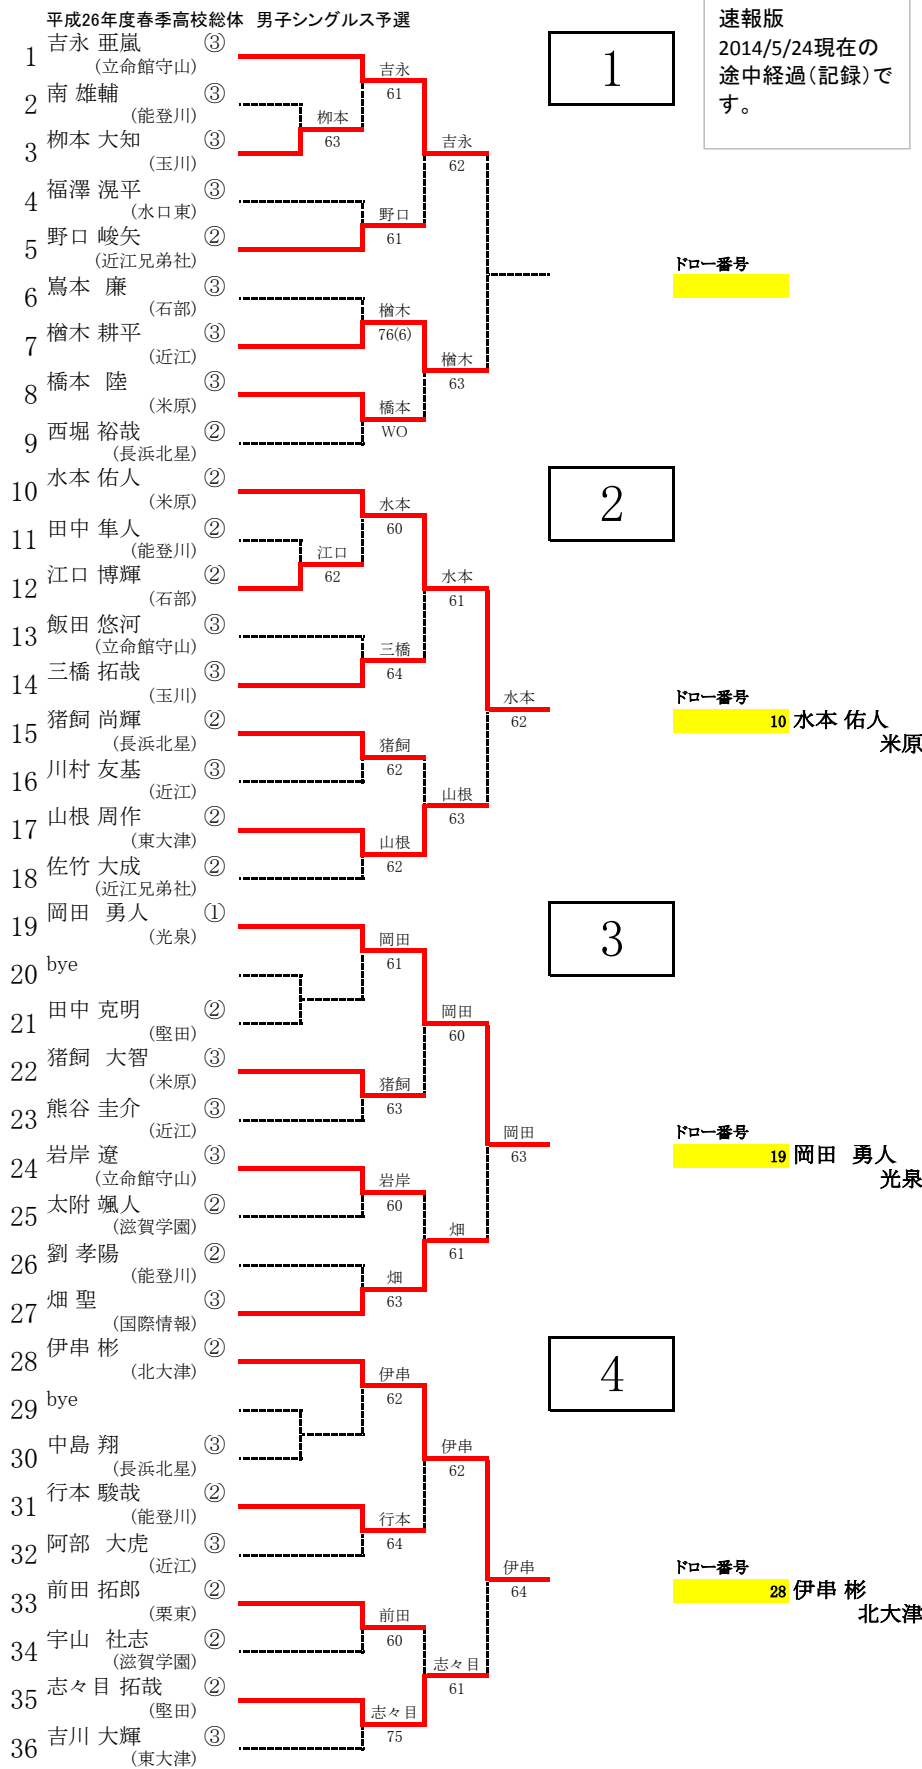 平成26年度春季高校総体 男子シングルス予選
速報版
2014/5/24現在の
途中経過(記録)で
す。
1 吉永 亜嵐 ③
(立命館守山)
吉永
61
1
2 南 雄輔 ③
(能登川)
栁本
63
3 栁本 大知 ③
(玉川)
吉永
62
4 福澤 滉平 ③
(水口東)
野口
61
5 野口 峻矢 ②
(近江兄弟社)
ドロー番号
6 嶌本 廉 ③
(石部)
楢木
76(6)
7 楢木 耕平 ③
(近江)
楢木
63
8 橋本 陸 ③
(米原)
橋本
WO
9 西堀 裕哉 ②
(長浜北星)
10 水本 佑人 ②
(米原)
水本
60
2
11 田中 隼人 ②
(能登川)
江口
62
12 江口 博輝 ②
(石部)
水本
61
13 飯田 悠河 ③
(立命館守山)
三橋
64
14 三橋 拓哉 ③
(玉川)
水本
62
ドロー番号
10 水本 佑人
米原
15 猪飼 尚輝 ②
(長浜北星)
猪飼
62
16 川村 友基 ③
(近江)
山根
63
17 山根 周作 ②
(東大津)
山根
62
18 佐竹 大成 ②
(近江兄弟社)
19 岡田 勇人 ①
(光泉)
岡田
61
3
20 bye
21 田中 克明 ②
(堅田)
岡田
60
22 猪飼 大智 ③
(米原)
猪飼
63
23 熊谷 圭介 ③
(近江)
岡田
63
ドロー番号
19 岡田 勇人
光泉
24 岩岸 遼 ③
(立命館守山)
岩岸
60
25 太附 颯人 ②
(滋賀学園)
畑
61
26 劉 孝陽 ②
(能登川)
畑
63
27 畑 聖 ③
(国際情報)
28 伊串 彬 ②
(北大津)
伊串
62
4
29 bye
30 中島 翔 ③
(長浜北星)
伊串
62
31 行本 駿哉 ②
(能登川)
行本
64
32 阿部 大虎 ③
(近江)
伊串
64
ドロー番号
28 伊串 彬
北大津
33 前田 拓郎 ②
(栗東)
前田
60
34 宇山 社志 ②
(滋賀学園)
志々目
61
35 志々目 拓哉 ②
(堅田)
志々目
75
36 吉川 大輝 ③
(東大津)